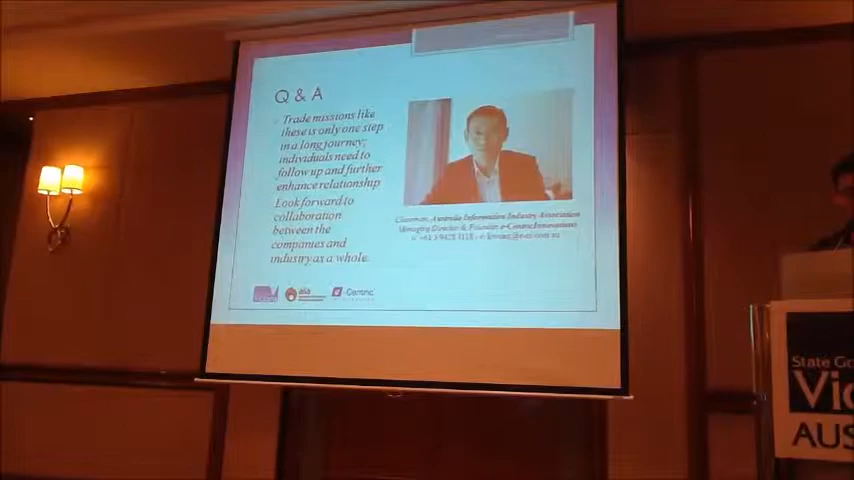 Q & A
Trade missions like
these is only one step
in a long journey;
individuals need to
follow up and further
enhance relationship
Look forward to
collaboration
between the
companies and
industry as a whole.
Chairman, Australia Information Industry Association
Managing Director & Founder e-Centric Innovations
aiia
e-Centric
State Go
Vic
AUS